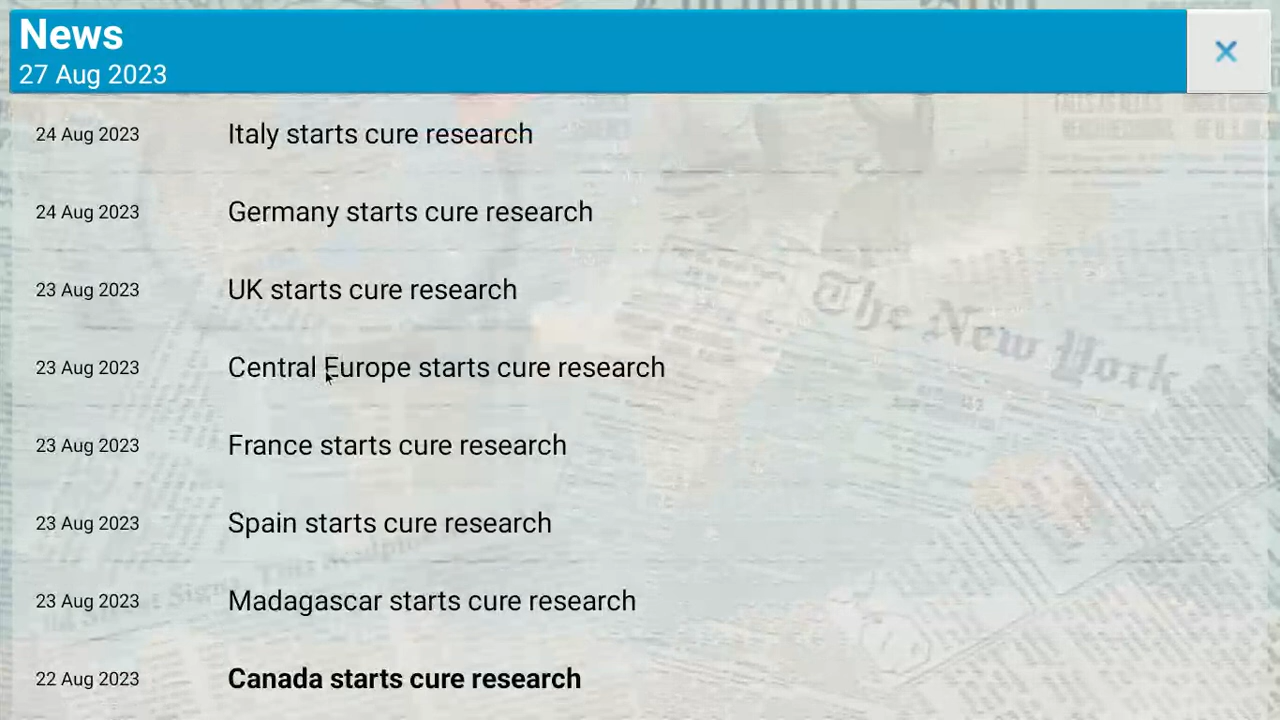 News
27 Aug 2023
24 Aug 2023 Italy starts cure research
24 Aug 2023 Germany starts cure research
23 Aug 2023 UK starts cure research
23 Aug 2023 Central Europe starts cure research
23 Aug 2023 France starts cure research
23 Aug 2023 Spain starts cure research
23 Aug 2023 Madagascar starts cure research
22 Aug 2023 Canada starts cure research
The New York